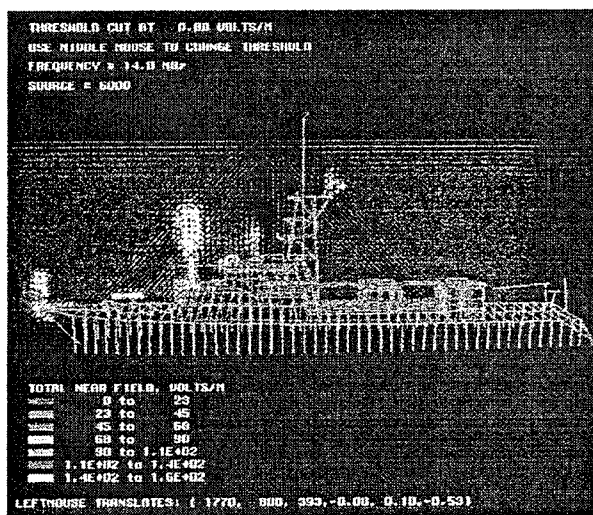 THRESHOLD CUT AT 0.00 VOLTS/M
USE MIDDLE MOUSE TO CHANGE THRESHOLD
FREQUENCY = 14.0 MHz
SOURCE = 6000
TOTAL NEAR FIELD, VOLTS/M
0 to 23
23 to 45
45 to 68
68 to 90
90 to 1.1E+02
1.1E+02 to 1.4E+02
1.4E+02 to 1.6E+02
LEFTMOUSE TRANSLATES: ( 1770, 393,-0.00, 0.10,-0.53)